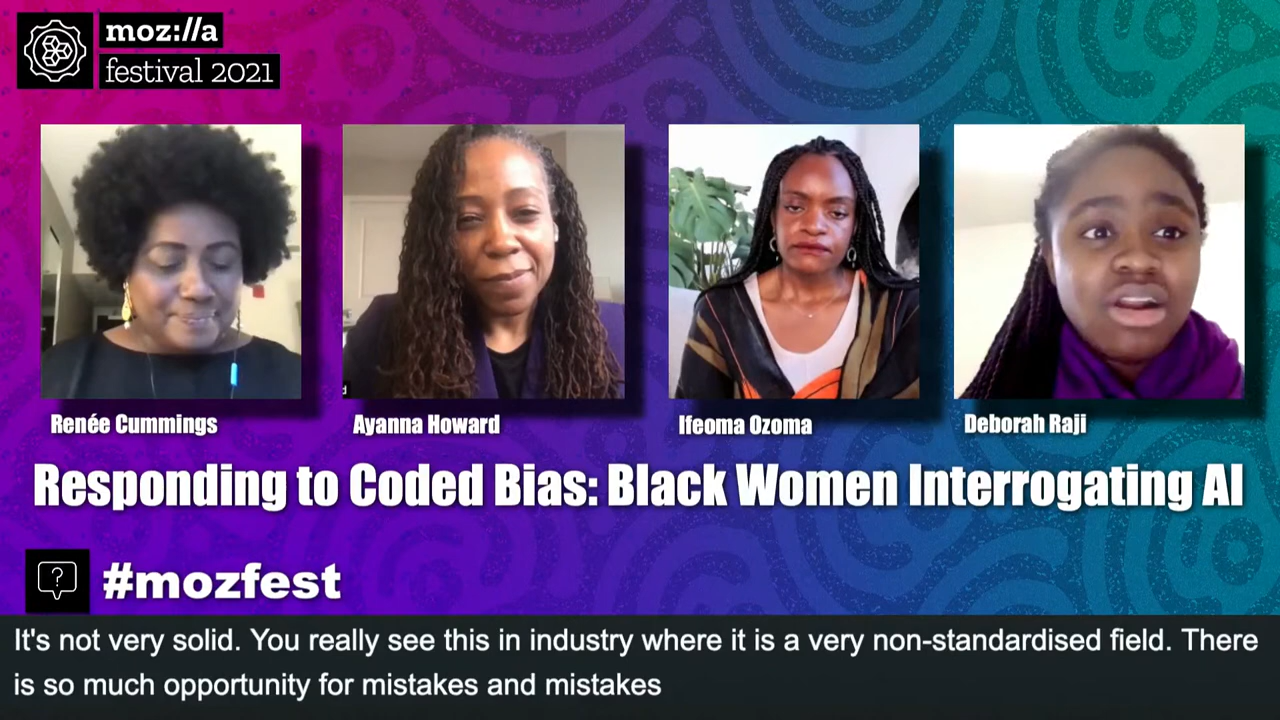 moz://a
festival 2021
Renée Cummings
Ayanna Howard
Ifeoma Ozoma
Deborah Raji
Responding to Coded Bias: Black Women Interrogating AI
?
#mozfest
It's not very solid. You really see this in industry where it is a very non-standardised field. There
is so much opportunity for mistakes and mistakes